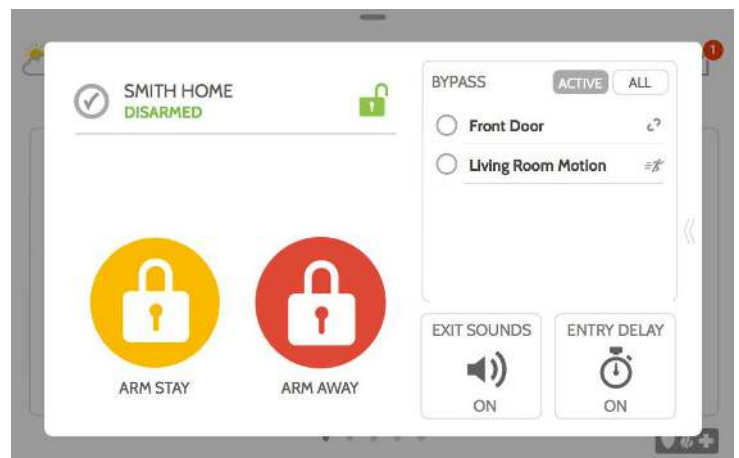 SMITH HOME
DISARMED
ARM STAY
ARM AWAY
BYPASS
ACTIVE
ALL
Front Door
Living Room Motion
EXIT SOUNDS
ON
ENTRY DELAY
ON
1